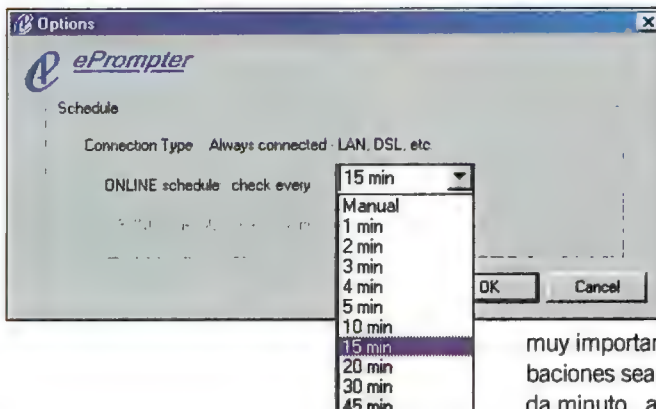 Options
ePrompter
Schedule
Connection Type Always connected - LAN, DSL, etc
ONLINE schedule check every 15 min
Manual
1 min
2 min
3 min
4 min
5 min
10 min
15 min
20 min
30 min
45 min
OK Cancel
muy importan
baciones sea
da minuto a